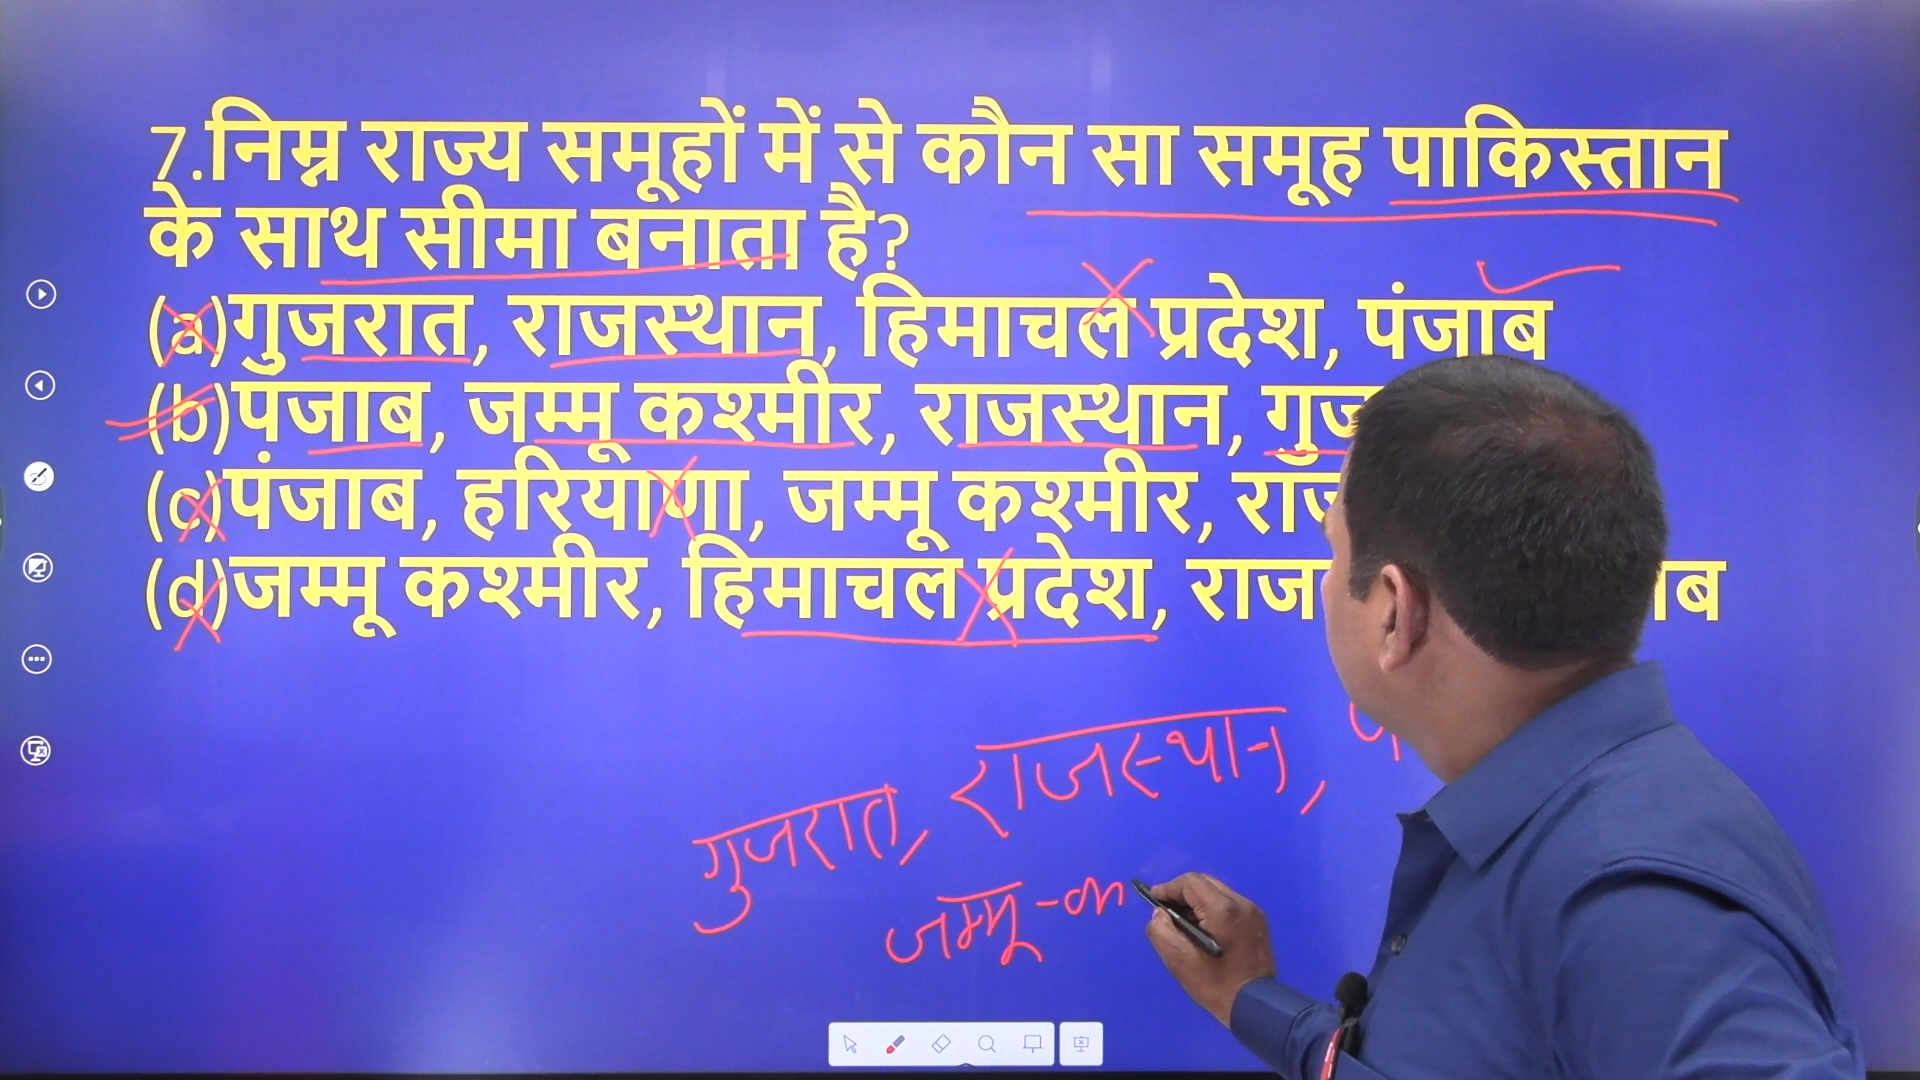 7.निम्न राज्य समूहों में से कौन सा समूह पाकिस्तान
के साथ सीमा बनाता है?
(a)गुजरात, राजस्थान, हिमाचल प्रदेश, पंजाब
(b)पंजाब, जम्मू कश्मीर, राजस्थान,
(c)पंजाब, हरियाणा, जम्मू कश्मीर,
(d)जम्मू कश्मीर, हिमाचल प्रदेश,
गुजरात, राजस्थान,
जम्मू-